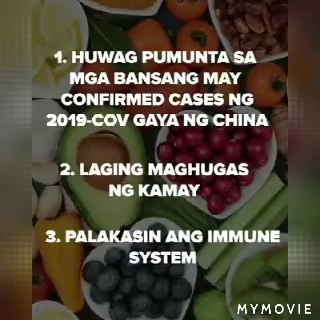 1. HUWAG PUMUNTA SA
MGA BANSANG MAY
CONFIRMED CASES NG
2019-COV GAYA NG CHINA
2. LAGING MAGHUGAS
NG KAMAY
3. PALAKASIN ANG IMMUNE
SYSTEM
MYMOVIE